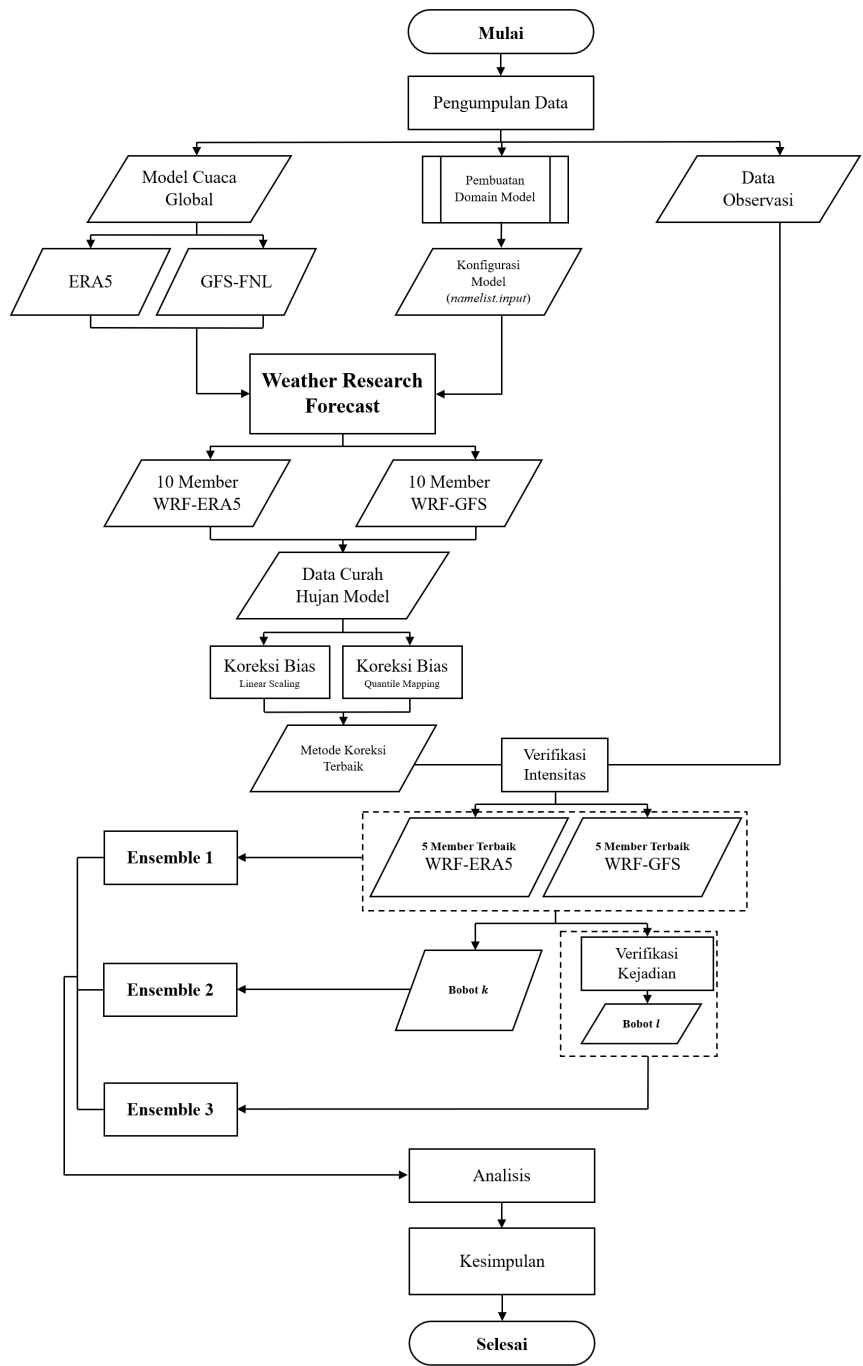 Mulai
Pengumpulan Data
Model Cuaca
Global
Pembuatan
Domain Model
Data
Observasi
ERA5
GFS-FNL
Konfigurasi
Model
(namelist.input)
Weather Research
Forecast
10 Member
WRF-ERA5
10 Member
WRF-GFS
Data Curah
Hujan Model
Koreksi Bias
Linear Scaling
Koreksi Bias
Quantile Mapping
Metode Koreksi
Terbaik
Verifikasi
Intensitas
5 Member Terbaik
WRF-ERA5
5 Member Terbaik
WRF-GFS
Ensemble 1
Verifikasi
Kejadian
Ensemble 2
Bobot k
Bobot l
Ensemble 3
Analisis
Kesimpulan
Selesai